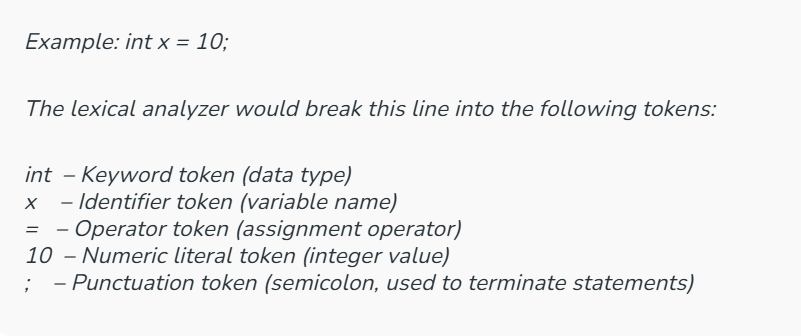 Example: int x = 10;
The lexical analyzer would break this line into the following tokens:
int – Keyword token (data type)
x – Identifier token (variable name)
= – Operator token (assignment operator)
10 – Numeric literal token (integer value)
; – Punctuation token (semicolon, used to terminate statements)